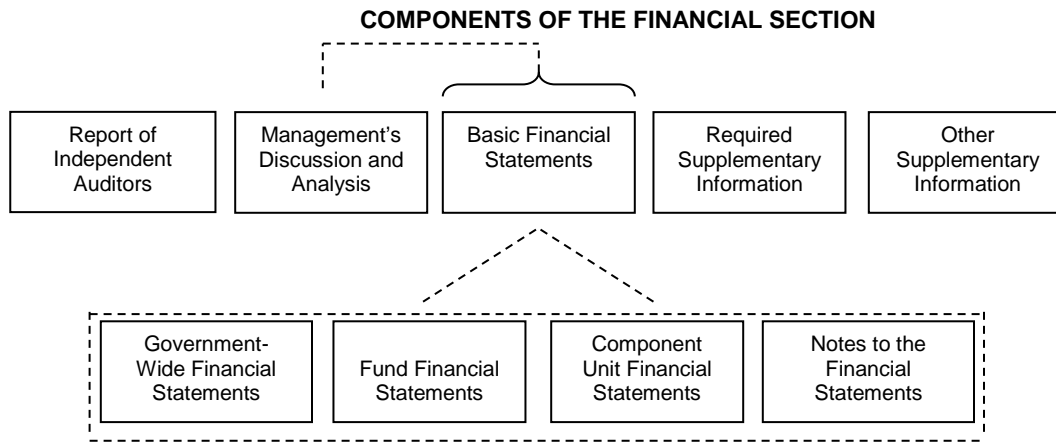 COMPONENTS OF THE FINANCIAL SECTION
Report of
Independent
Auditors
Management’s
Discussion and
Analysis
Basic Financial
Statements
Required
Supplementary
Information
Other
Supplementary
Information
Government-
Wide Financial
Statements
Fund Financial
Statements
Component
Unit Financial
Statements
Notes to the
Financial
Statements